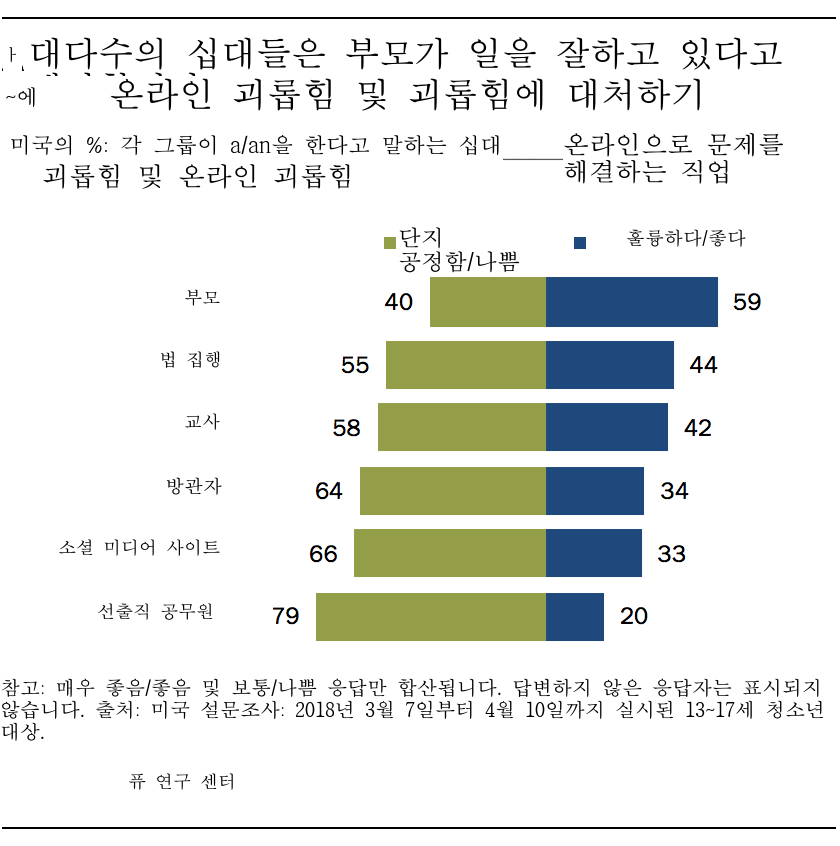 대다수의 십대들은 부모가 일을 잘하고 있다고
~에 온라인 괴롭힘 및 괴롭힘에 대처하기
미국의 %: 각 그룹이 a/an을 한다고 말하는 십대______온라인으로 문제를
괴롭힘 및 온라인 괴롭힘 해결하는 직업
단지 훌륭하다/좋다
공정함/나쁨
부모 40 59
법 집행 55 44
교사 58 42
방관자 64 34
소셜 미디어 사이트 66 33
선출직 공무원 79 20
참고: 매우 좋음/좋음 및 보통/나쁨 응답만 합산됩니다. 답변하지 않은 응답자는 표시되지
않습니다. 출처: 미국 설문조사: 2018년 3월 7일부터 4월 10일까지 실시된 13~17세 청소년
대상.
퓨 연구 센터